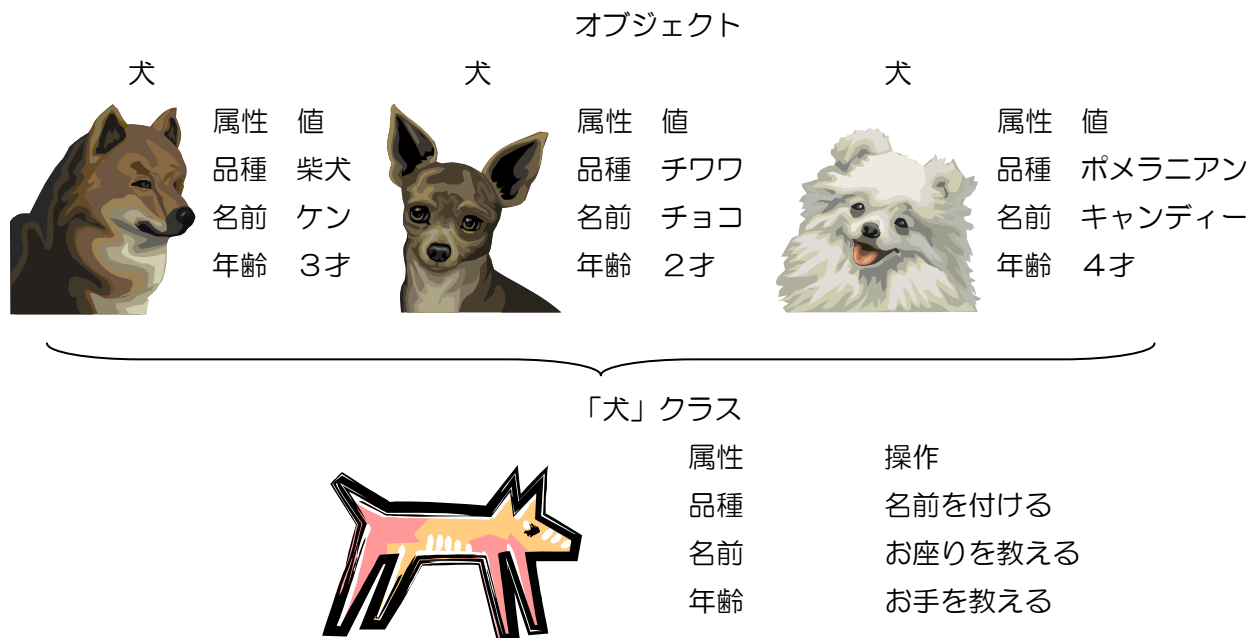 オブジェクト
犬 犬 犬
属性 値 属性 値 属性 値
品種 柴犬 品種 チワワ 品種 ポメラニアン
名前 ケン 名前 チョコ 名前 キャンディー
年齢 3才 年齢 2才 年齢 4才
「犬」クラス
属性 操作
品種 名前を付ける
名前 お座りを教える
年齢 お手を教える